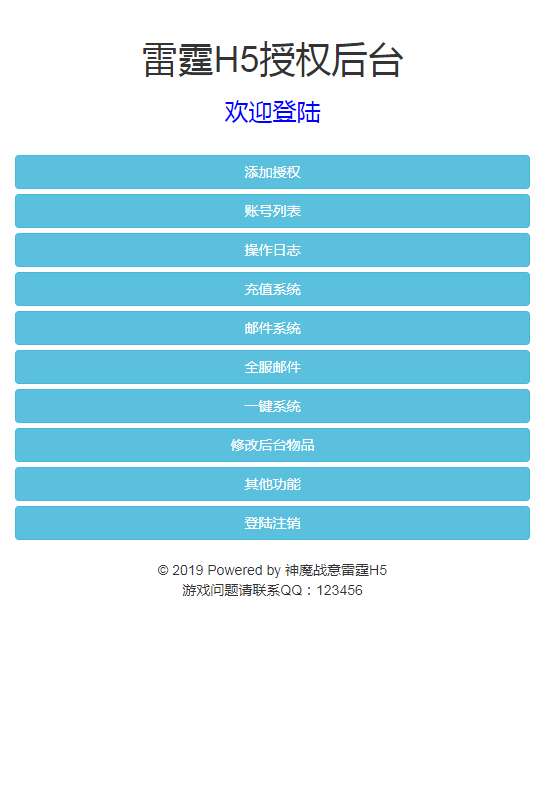 雷霆H5授权后台
欢迎登陆
添加授权
账号列表
操作日志
充值系统
邮件系统
全服邮件
一键系统
修改后台物品
其他功能
登陆注销
© 2019 Powered by 神魔战意雷霆H5
游戏问题请联系QQ：123456